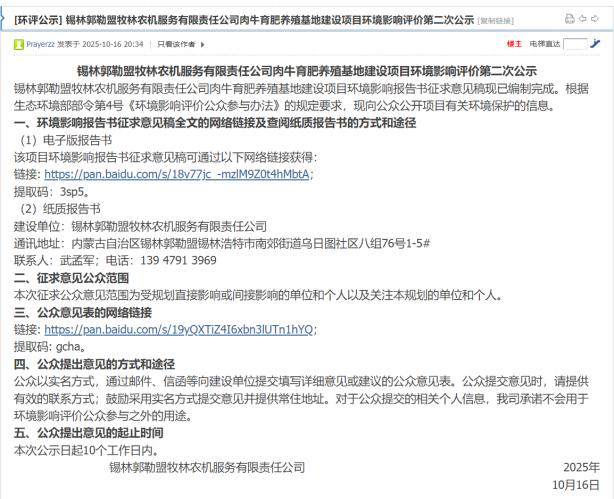 [环评公示] 锡林郭勒盟牧林农机服务有限责任公司肉牛育肥养殖基地建设项目环境影响评价第二次公示 [复制链接]
Prayerzz 发表于 2025-10-16 20:34 | 只看该作者 楼主 电梯直达
锡林郭勒盟牧林农机服务有限责任公司肉牛育肥养殖基地建设项目环境影响评价第二次公示
锡林郭勒盟牧林农机服务有限责任公司肉牛育肥养殖基地建设项目环境影响报告书征求意见稿现已编制完成。根据
生态环境部部令第4号《环境影响评价公众参与办法》的规定要求，现向公众公开项目有关环境保护的信息。
一、环境影响报告书征求意见稿全文的网络链接及查阅纸质报告书的方式和途径
（1）电子版报告书
该项目环境影响报告书征求意见稿可通过以下网络链接获得:
链接: https://pan.baidu.com/s/18v77jc_-mzlM9Z0t4hMbtA;
提取码：3sp5。
（2）纸质报告书
建设单位：锡林郭勒盟牧林农机服务有限责任公司
通讯地址：内蒙古自治区锡林郭勒盟锡林浩特市南郊街道乌日图社区八组76号1-5#
联系人：武孟军；电话：139 4791 3969
二、征求意见公众范围
本次征求公众意见范围为受规划直接影响或间接影响的单位和个人以及关注本规划的单位和个人。
三、公众意见表的网络链接
链接: https://pan.baidu.com/s/19yQXTiZ4I6xbn3lUTn1hYQ;
提取码: gcha。
四、公众提出意见的方式和途径
公众以实名方式，通过邮件、信函等向建设单位提交填写详细意见或建议的公众意见表。公众提交意见时，请提供
有效的联系方式；鼓励采用实名方式提交意见并提供常住地址。对于公众提交的相关个人信息，我司承诺不会用于
环境影响评价公众参与之外的用途。
五、公众提出意见的起止时间
本次公示日起10个工作日内。
锡林郭勒盟牧林农机服务有限责任公司 2025年
10月16日